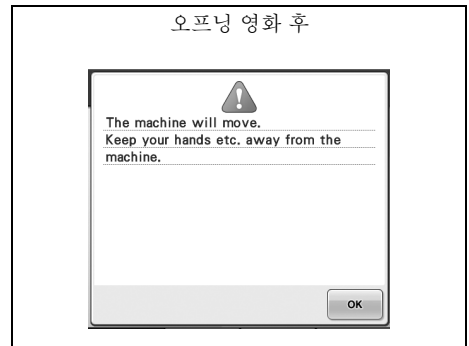 오프닝 영화 후
The machine will move.
Keep your hands etc. away from the
machine.
OK